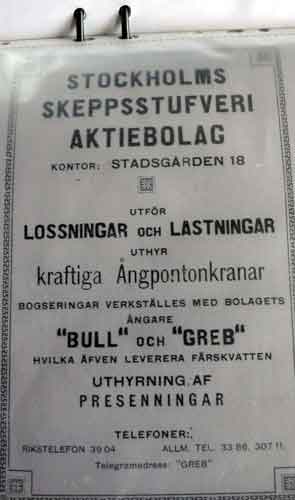 STOCKHOLMS
SKEPPSSTUFVERI
AKTIEBOLAG
KONTOR: STADSGÅRDEN 18
UTFÖR
LOSSNINGAR OCH LASTNINGAR
UTHYR
kraftiga Ångpontonkranar
BOGSERINGAR VERKSTÄLLES MED BOLAGETS
ÅNGARE
"BULL" OCH "GREB"
HVILKA ÄFVEN LEVERERA FÄRSKVATTEN
UTHYRNING AF
PRESENNINGAR
TELEFONER:
RIKSTELEFON 39 04 ALLM. TEL. 33 86, 307 11.
Telegramadress: "GREB"